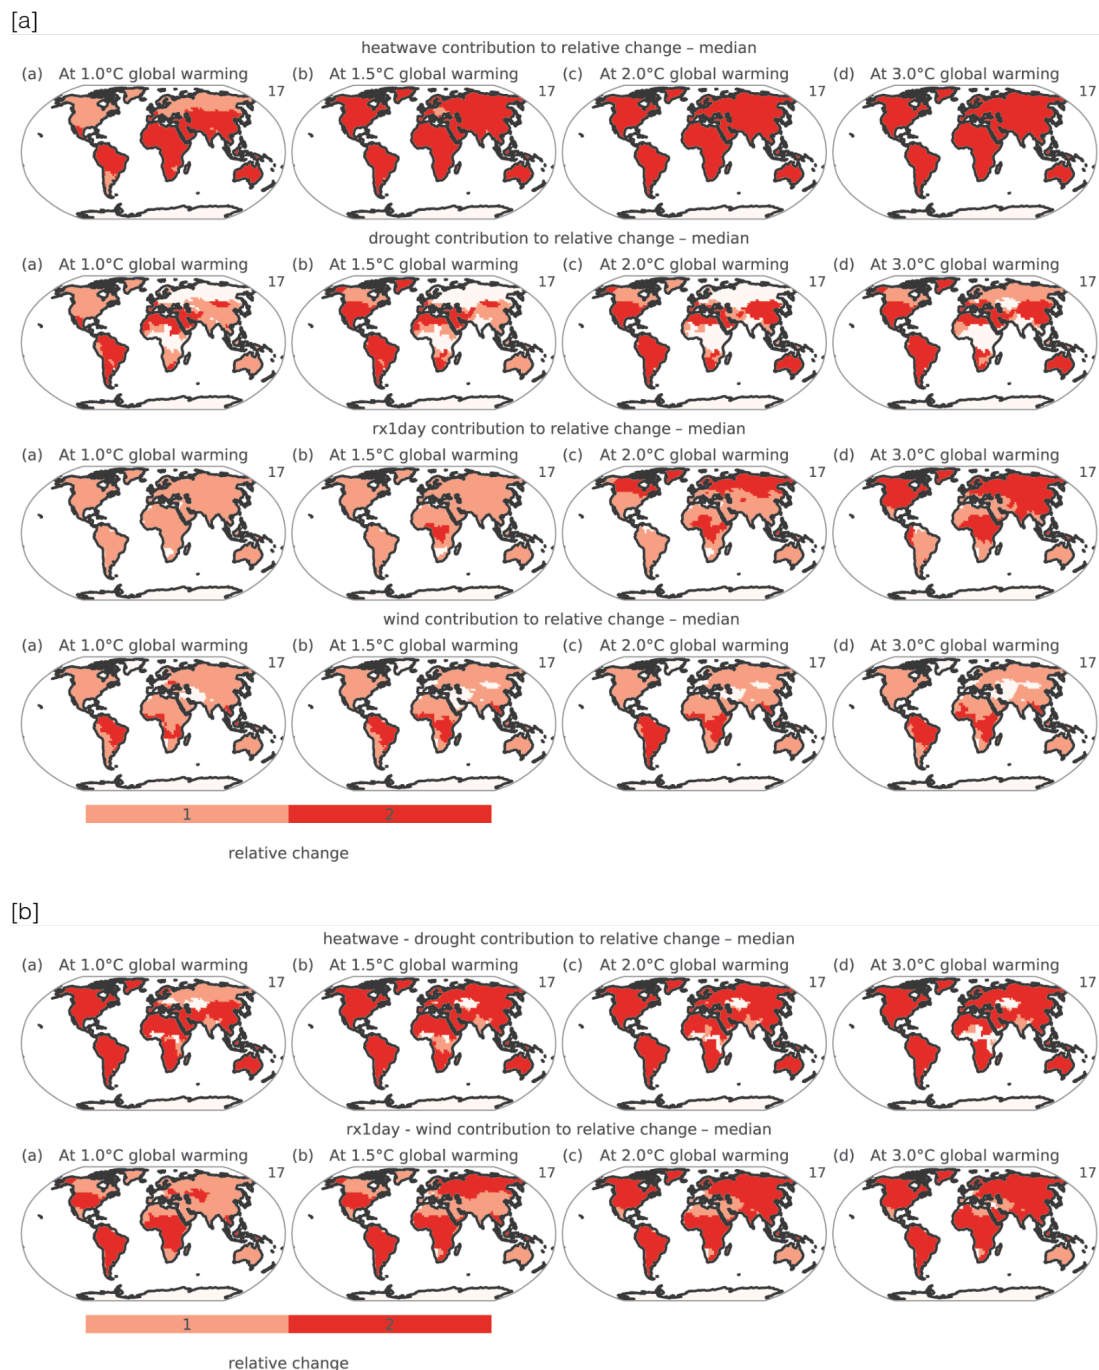 [a]
heatwave contribution to relative change – median
(a) At 1.0°C global warming
17
(b) At 1.5°C global warming
17
(c) At 2.0°C global warming
17
(d) At 3.0°C global warming
17
drought contribution to relative change – median
(a) At 1.0°C global warming
17
(b) At 1.5°C global warming
17
(c) At 2.0°C global warming
17
(d) At 3.0°C global warming
17
rx1day contribution to relative change – median
(a) At 1.0°C global warming
17
(b) At 1.5°C global warming
17
(c) At 2.0°C global warming
17
(d) At 3.0°C global warming
17
wind contribution to relative change – median
(a) At 1.0°C global warming
17
(b) At 1.5°C global warming
17
(c) At 2.0°C global warming
17
(d) At 3.0°C global warming
17
1 2
relative change
[b]
heatwave - drought contribution to relative change – median
(a) At 1.0°C global warming
17
(b) At 1.5°C global warming
17
(c) At 2.0°C global warming
17
(d) At 3.0°C global warming
17
rx1day - wind contribution to relative change – median
(a) At 1.0°C global warming
17
(b) At 1.5°C global warming
17
(c) At 2.0°C global warming
17
(d) At 3.0°C global warming
17
1 2
relative change